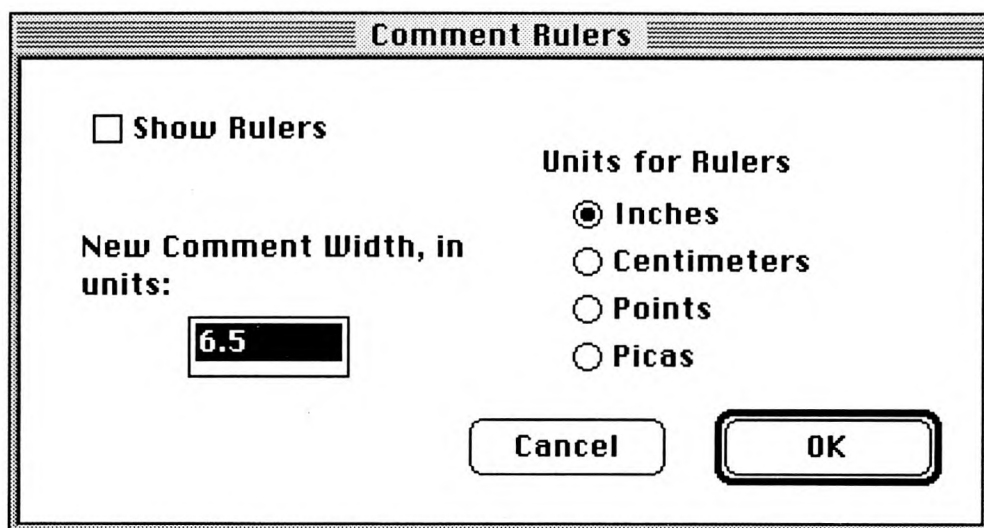 Comment Rulers
Show Rulers
New Comment Width, in
units:
6.5
Units for Rulers
Inches
Centimeters
Points
Picas
Cancel
OK